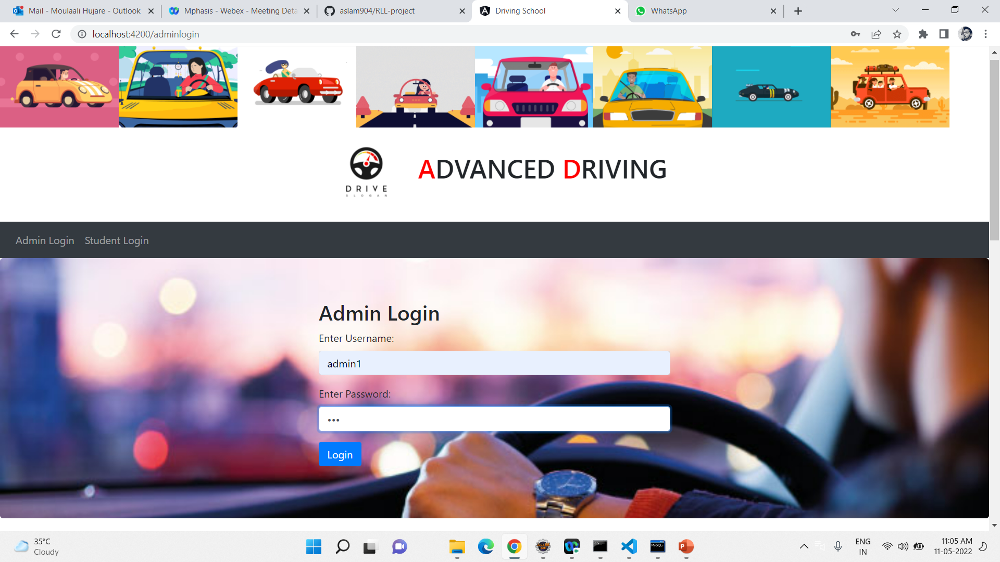 Mail - Moulaali Hujare - Outlook
Mphasis - Webex - Meeting Deta
aslam904/RLL-project
Driving School
WhatsApp
localhost:4200/adminlogin
DRIVE
SLOGAN
ADVANCED DRIVING
Admin Login
Student Login
Admin Login
Enter Username:
admin1
Enter Password:
•••
Login
35°C
Cloudy
ENG
IN
11:05 AM
11-05-2022